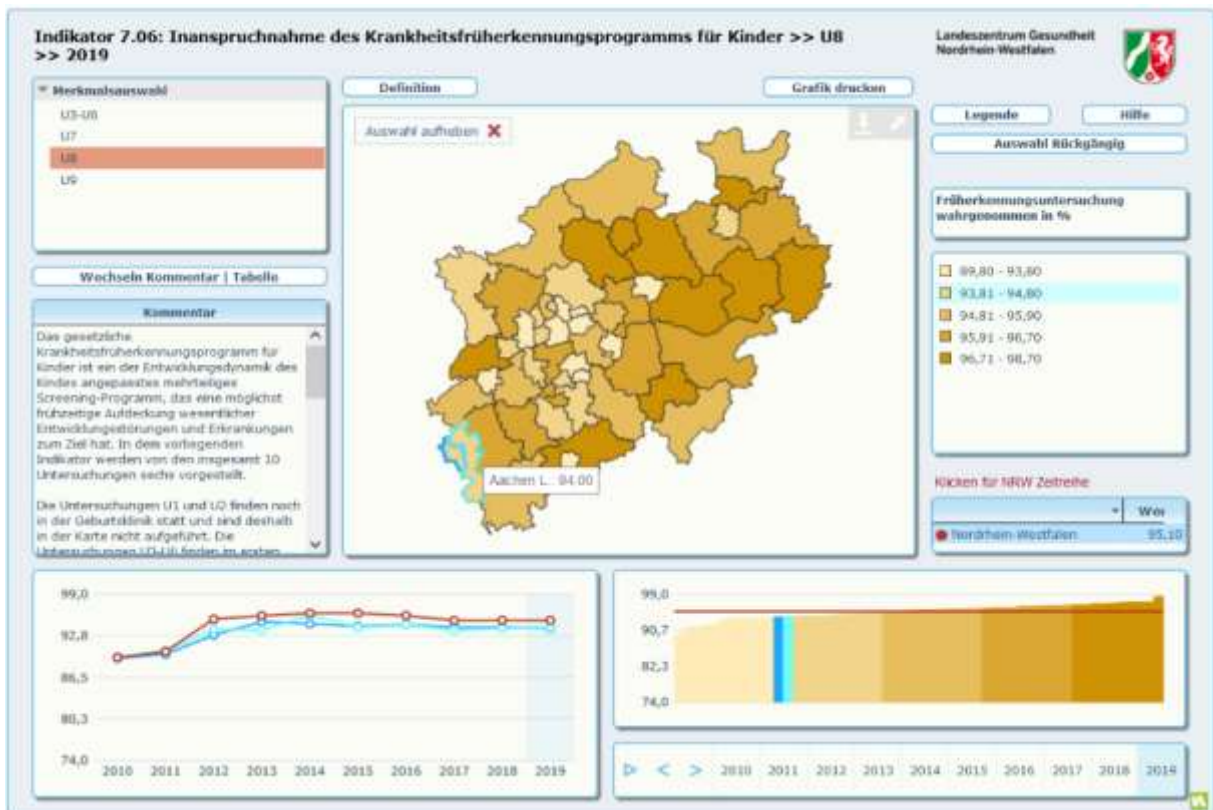 Indikator 7.06: Inanspruchnahme des Krankheitsfrüherkennungsprogramms für Kinder >> U8
>> 2019
Landeszentrum Gesundheit
Nordrhein-Westfalen
Merkmalsauswahl
U3-U6
U7
U8
U9
Definition
Grafik drucken
Auswahl aufheben
Legende
Hilfe
Auswahl Rückgängig
Früherkennungsuntersuchung
wahrgenommen in %
89,80 - 93,80
93,81 - 94,80
94,81 - 95,90
95,91 - 96,70
96,71 - 98,70
Wechseln Kommentar | Tabelle
Kommentar
Das gesetzliche
Krankheitsfrüherkennungsprogramm für
Kinder ist ein der Entwicklungsdynamik des
Kindes angepasstes mehrteiliges
Screening-Programm, das eine möglichst
frühzeitige Aufdeckung wesentlicher
Entwicklungsstörungen und Erkrankungen
zum Ziel hat. In dem vorliegenden
Indikator werden von den insgesamt 10
Untersuchungen sechs vorgestellt.
Die Untersuchungen U1 und U2 finden noch
in der Geburtsklinik statt und sind deshalb
in der Karte nicht aufgeführt. Die
Untersuchungen U3-U6 finden im ersten
Aachen L.: 94.00
Klicken für NRW Zeitreihe
Wer
Nordrhein-Westfalen 95,10
99,0
92,8
86,5
80,3
74,0
2010 2011 2012 2013 2014 2015 2016 2017 2018 2019
99,0
90,7
82,3
74,0
2010 2011 2012 2013 2014 2015 2016 2017 2018 2019